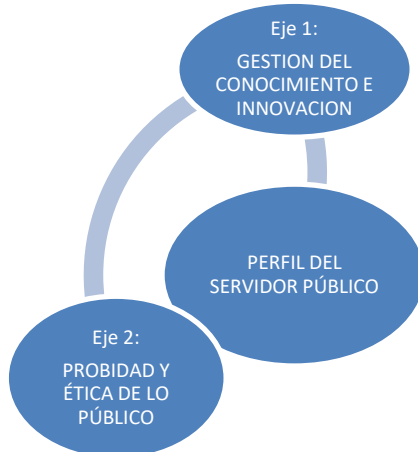 Eje 1:
GESTION DEL
CONOCIMIENTO E
INNOVACION
PERFIL DEL
SERVIDOR PÚBLICO
Eje 2:
PROBIDAD Y
ÉTICA DE LO
PÚBLICO